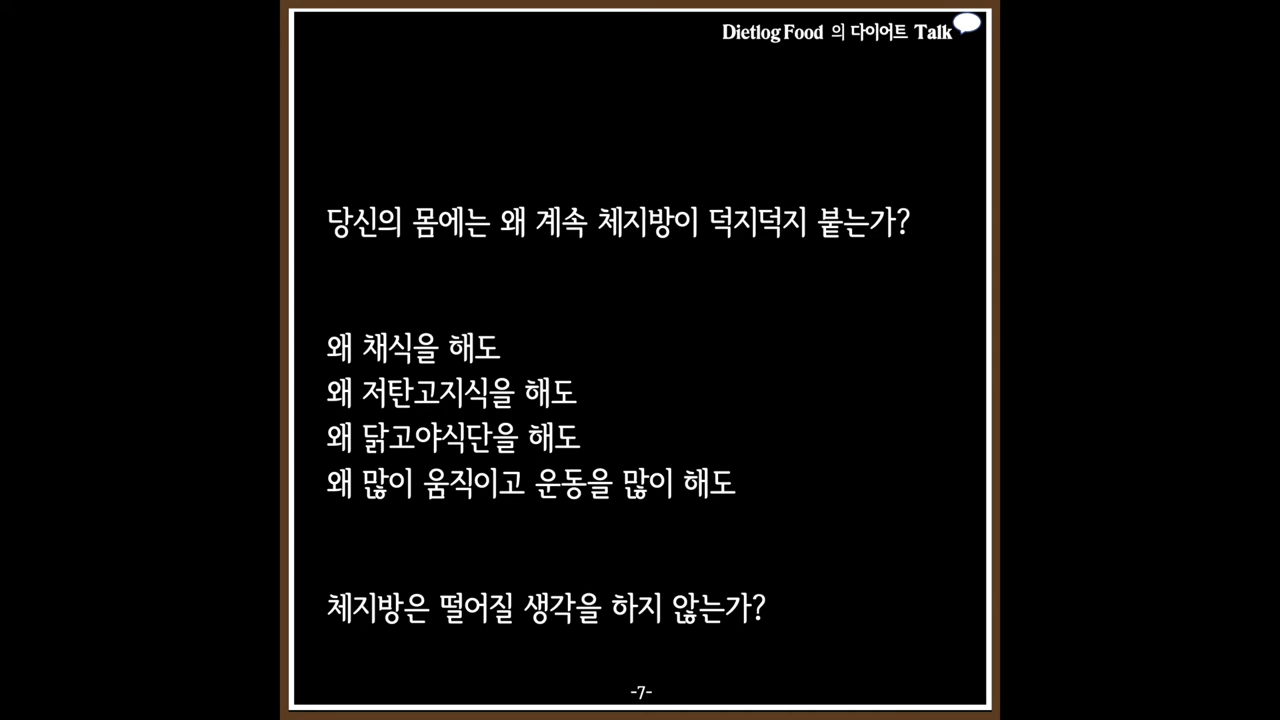 Dietlog Food 의 다이어트 Talk
당신의 몸에는 왜 계속 체지방이 덕지덕지 붙는가?
왜 채식을 해도
왜 저탄고지식을 해도
왜 닭고야식단을 해도
왜 많이 움직이고 운동을 많이 해도
체지방은 떨어질 생각을 하지 않는가?
-7-